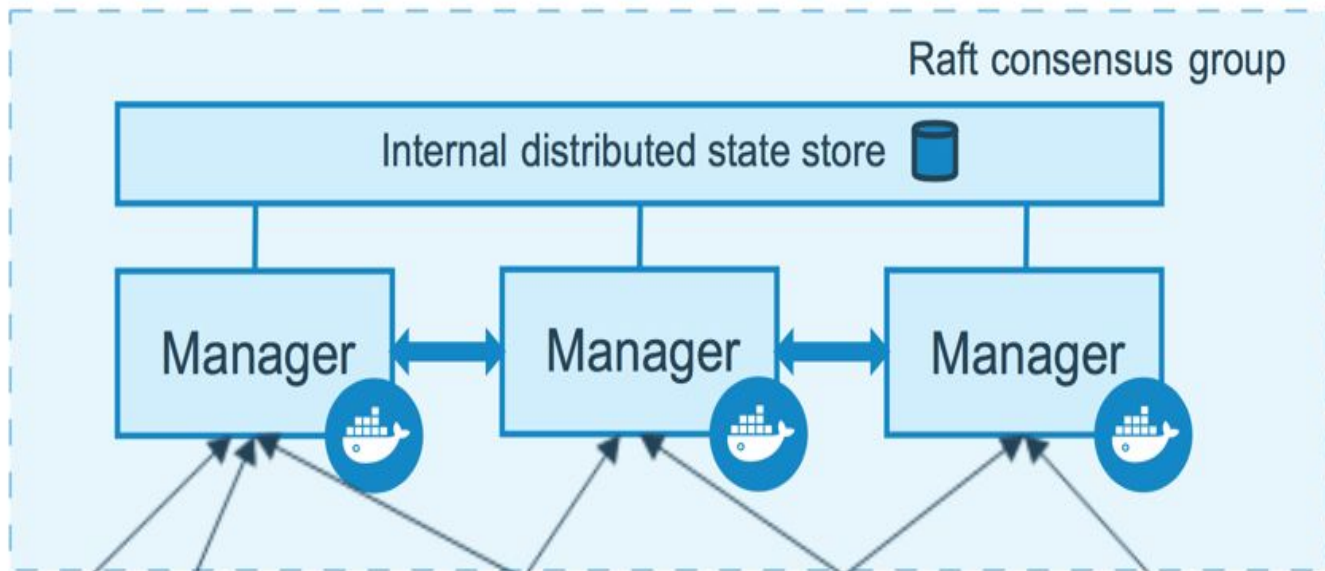 Raft consensus group
Internal distributed state store
Manager
Manager
Manager